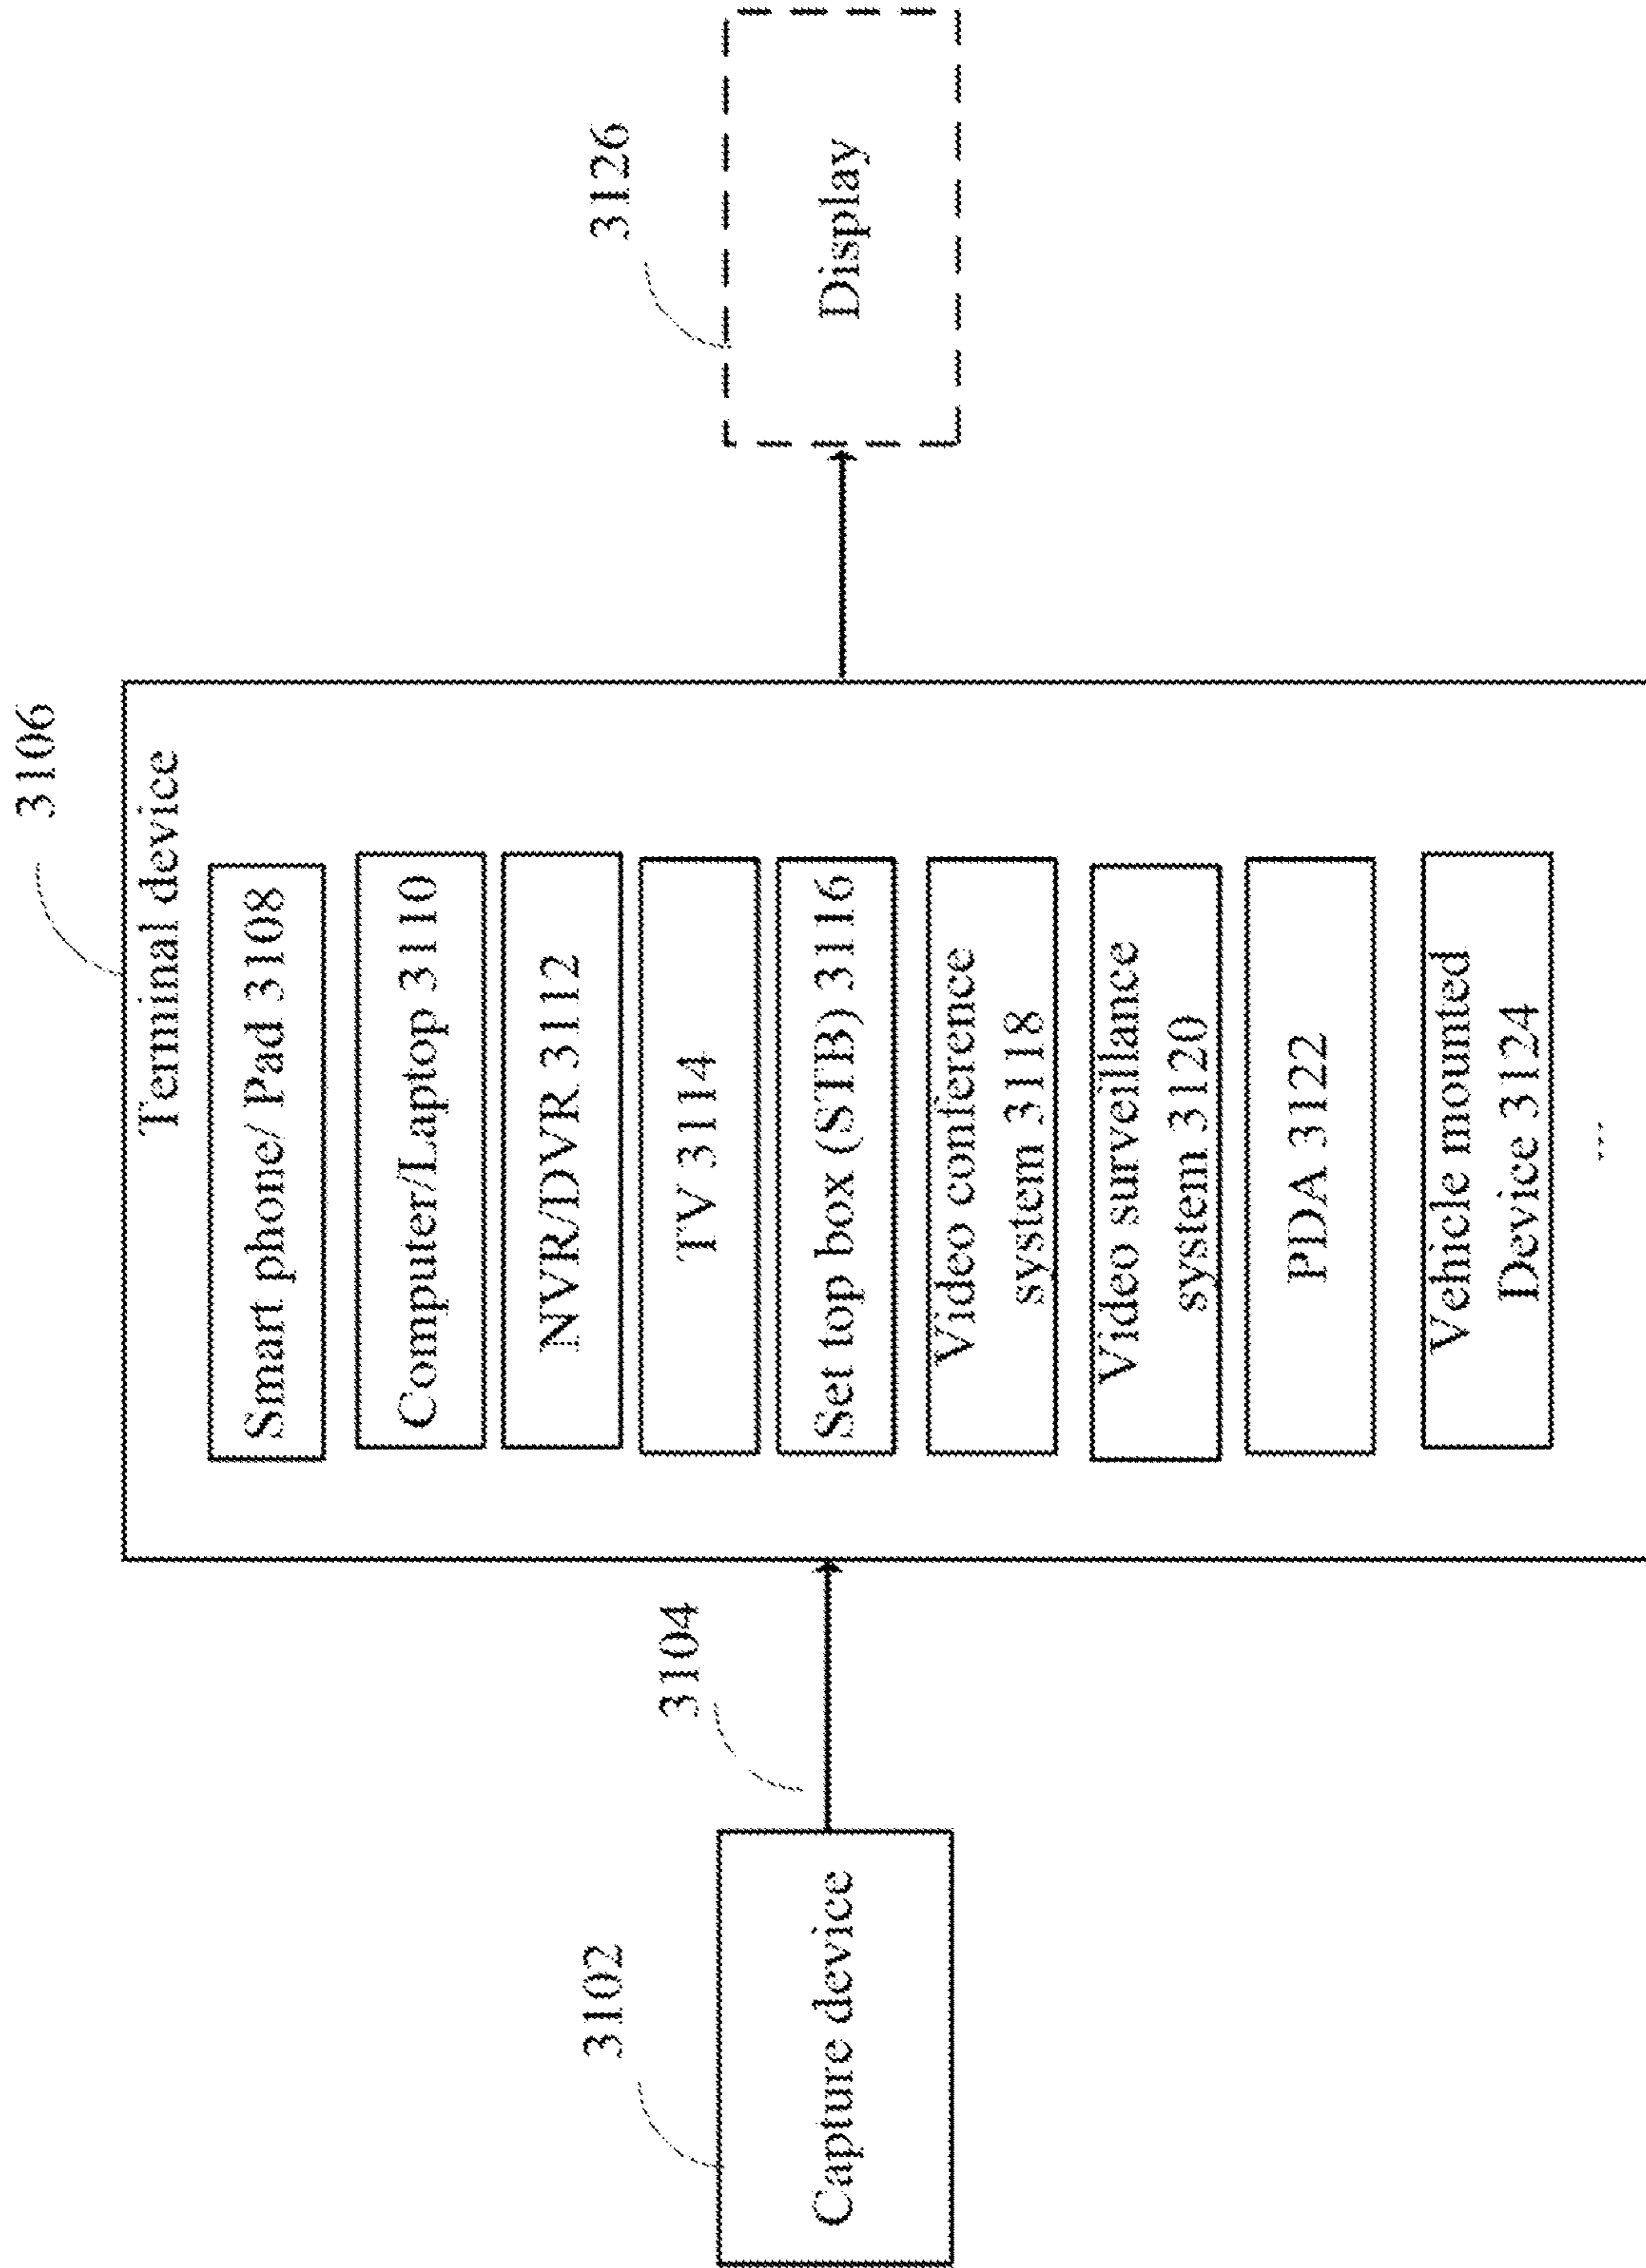 3106
Terminal device
Smart phone/ Pad 3108
Computer/Laptop 3110
3102
3104
3126
NVR/DVR 3112
TV 3114
Capture device
Set top box (STB) 3116
Display
Video conference
system 3118
Video surveillance
system 3120
PDA 3122
Vehicle mounted
Device 3124
...